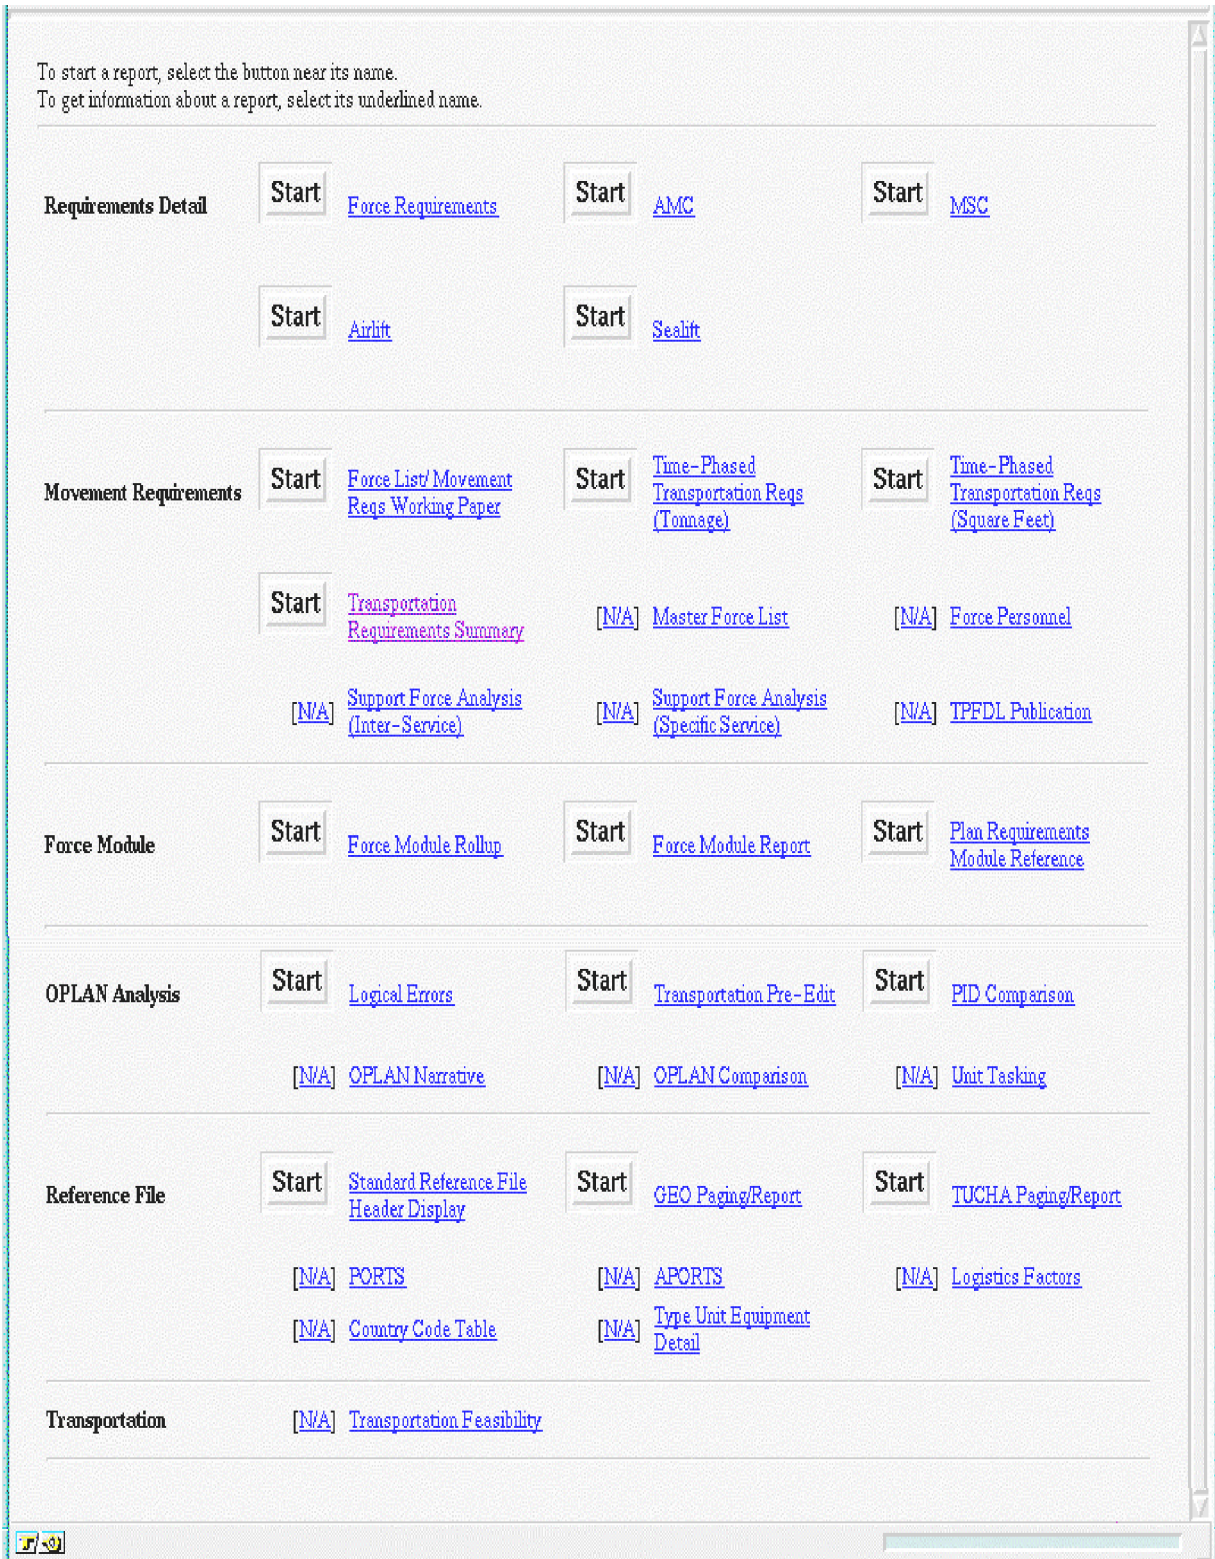 To start a report, select the button near its name.
To get information about a report, select its underlined name.
Requirements Detail Start Force Requirements Start AMC Start MSC
Start Airlift Start Sealift
Movement Requirements Start Force List/ Movement Reqs Working Paper Start Time-Phased Transportation Reqs (Tonnage) Start Time-Phased Transportation Reqs (Square Feet)
Start Transportation Requirements Summary [N/A] Master Force List [N/A] Force Personnel
[N/A] Support Force Analysis (Inter-Service) [N/A] Support Force Analysis (Specific Service) [N/A] TPFDL Publication
Force Module Start Force Module Rollup Start Force Module Report Start Plan Requirements Module Reference
OPLAN Analysis Start Logical Errors Start Transportation Pre-Edit Start PID Comparison
[N/A] OPLAN Narrative [N/A] OPLAN Comparison [N/A] Unit Tasking
Reference File Start Standard Reference File Header Display Start GEO Paging/Report Start TUCHA Paging/Report
[N/A] PORTS [N/A] APORTS [N/A] Logistics Factors
[N/A] Country Code Table [N/A] Type Unit Equipment Detail
Transportation [N/A] Transportation Feasibility